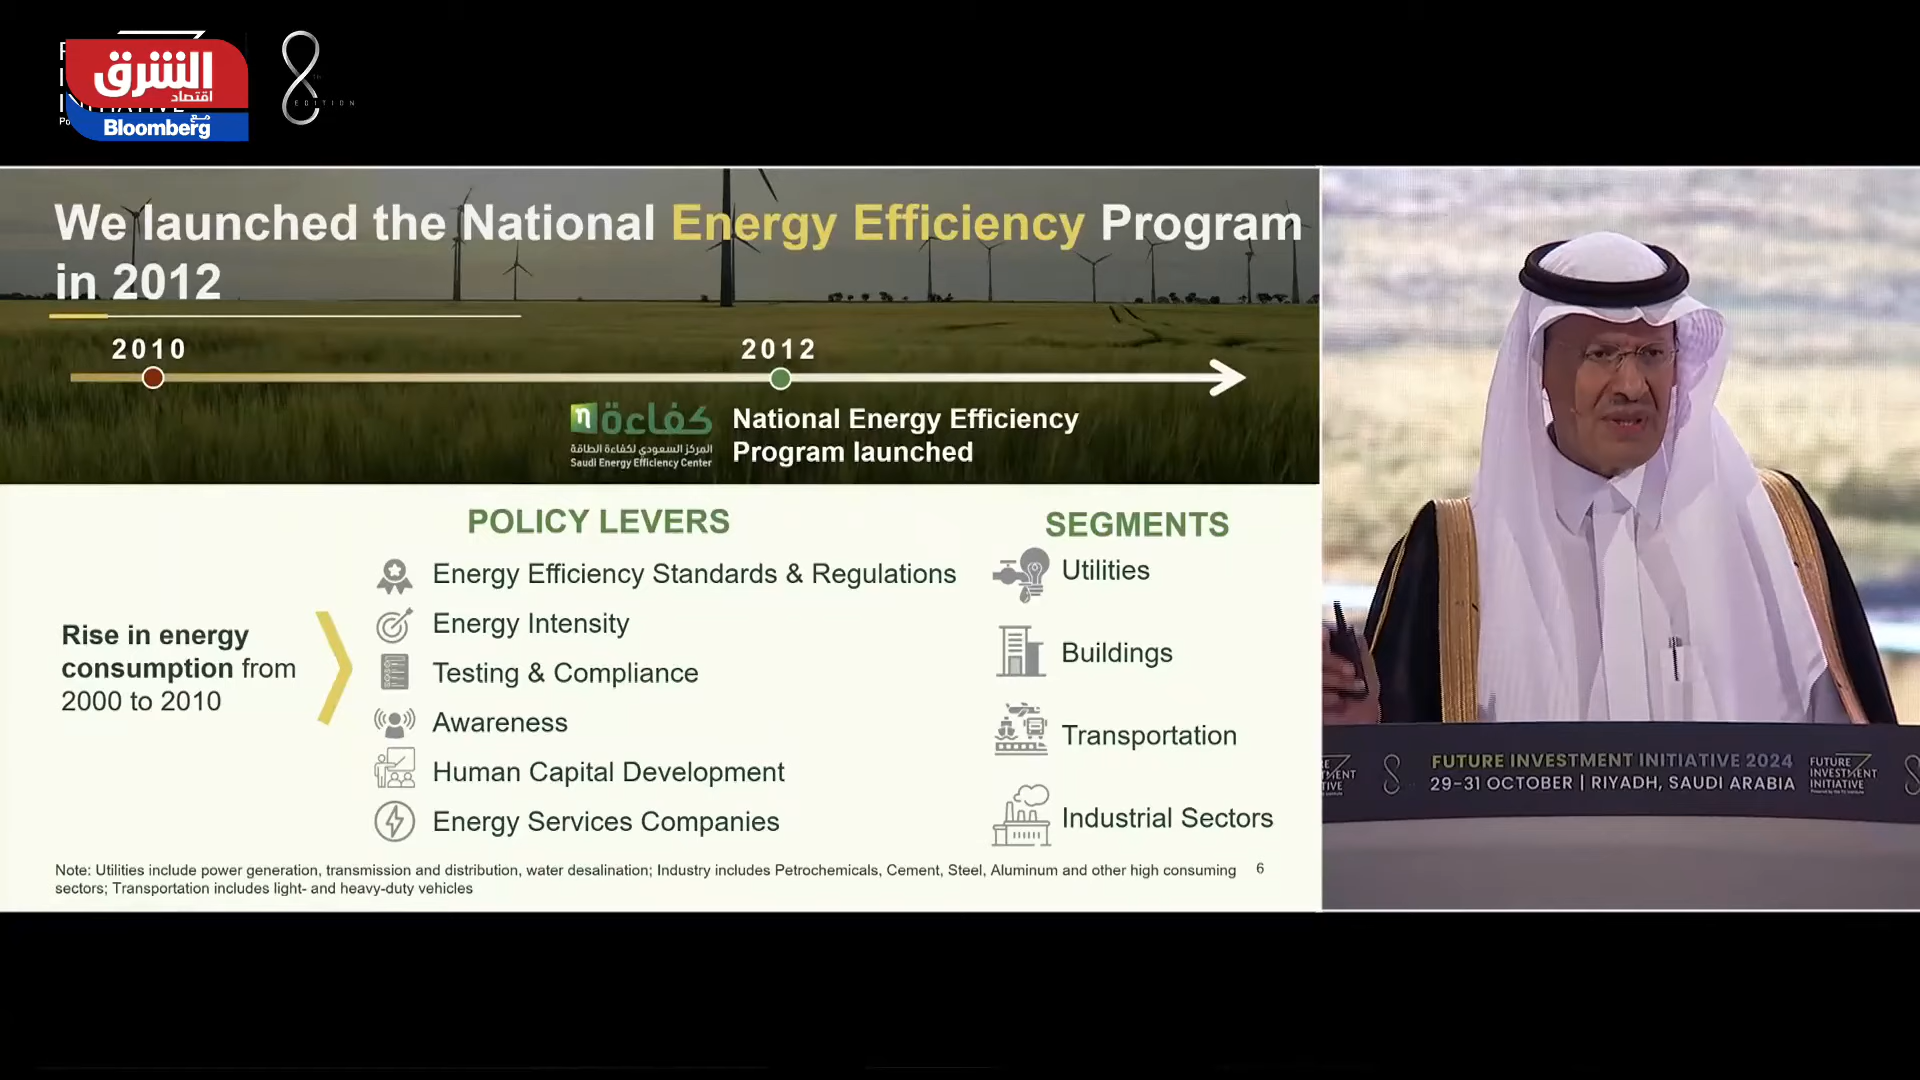 الشرق
اقتصاد
مع
Bloomberg
INITIATIVE
8
TH
EDITION
We launched the National Energy Efficiency Program
in 2012
2010
2012
كفاءة
المركز السعودي لكفاءة الطاقة
Saudi Energy Efficiency Center
National Energy Efficiency
Program launched
POLICY LEVERS
Energy Efficiency Standards & Regulations
Energy Intensity
Testing & Compliance
Awareness
Human Capital Development
Energy Services Companies
SEGMENTS
Utilities
Buildings
Transportation
Industrial Sectors
Rise in energy
consumption from
2000 to 2010
Note: Utilities include power generation, transmission and distribution, water desalination; Industry includes Petrochemicals, Cement, Steel, Aluminum and other high consuming
sectors; Transportation includes light- and heavy-duty vehicles
6
FUTURE INVESTMENT INITIATIVE 2024
29-31 OCTOBER | RIYADH, SAUDI ARABIA
FUTURE
INVESTMENT
INITIATIVE